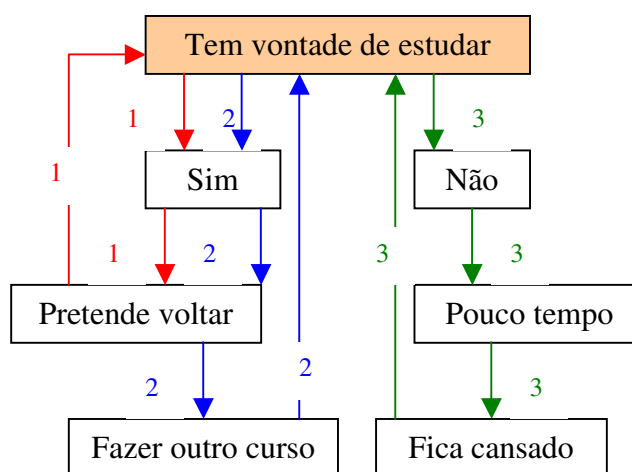 Tem vontade de estudar
1
2
3
1
Sim
Não
1
2
3
3
Pretende voltar
Pouco tempo
2
2
3
Fazer outro curso
Fica cansado